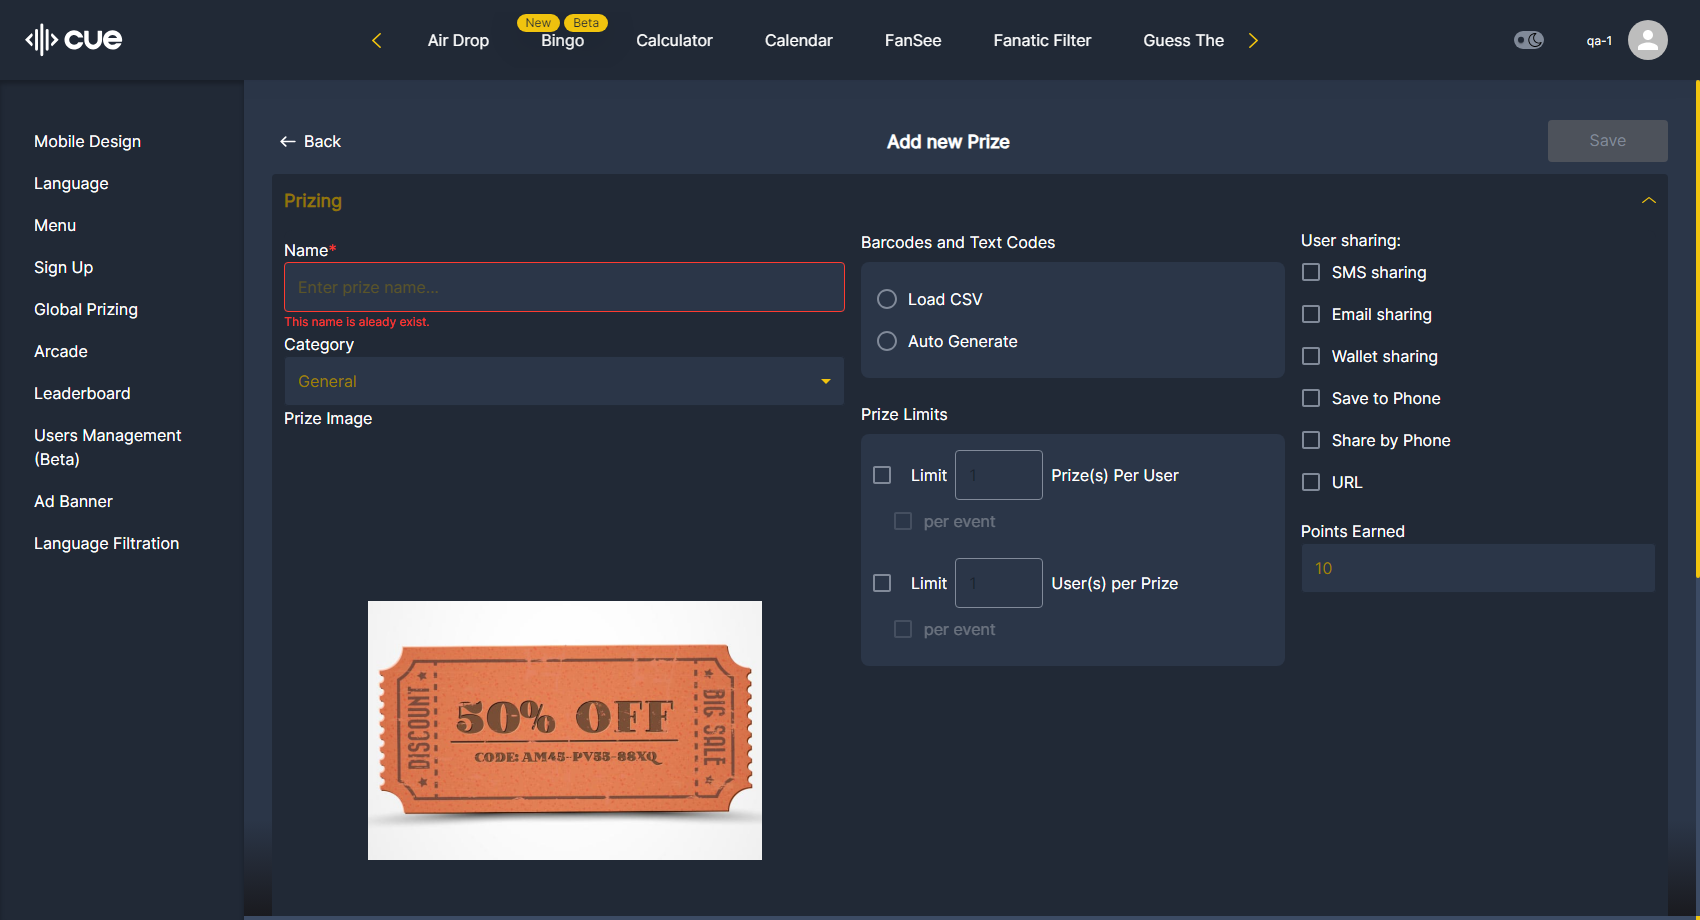 cue
New
Beta
Air Drop
Bingo
Calculator
Calendar
FanSee
Fanatic Filter
Guess The
qa-1
Mobile Design
Language
Menu
Sign Up
Global Prizing
Arcade
Leaderboard
Users Management
(Beta)
Ad Banner
Language Filtration
Back
Add new Prize
Save
Prizing
Name*
Enter prize name...
This name is aleady exist.
Category
General
Prize Image
DISCOUNT
50% OFF
CODE: AM45-PV55-88XQ
BIG SALE
Barcodes and Text Codes
Load CSV
Auto Generate
Prize Limits
Limit 1 Prize(s) Per User
per event
Limit 1 User(s) per Prize
per event
User sharing:
SMS sharing
Email sharing
Wallet sharing
Save to Phone
Share by Phone
URL
Points Earned
10